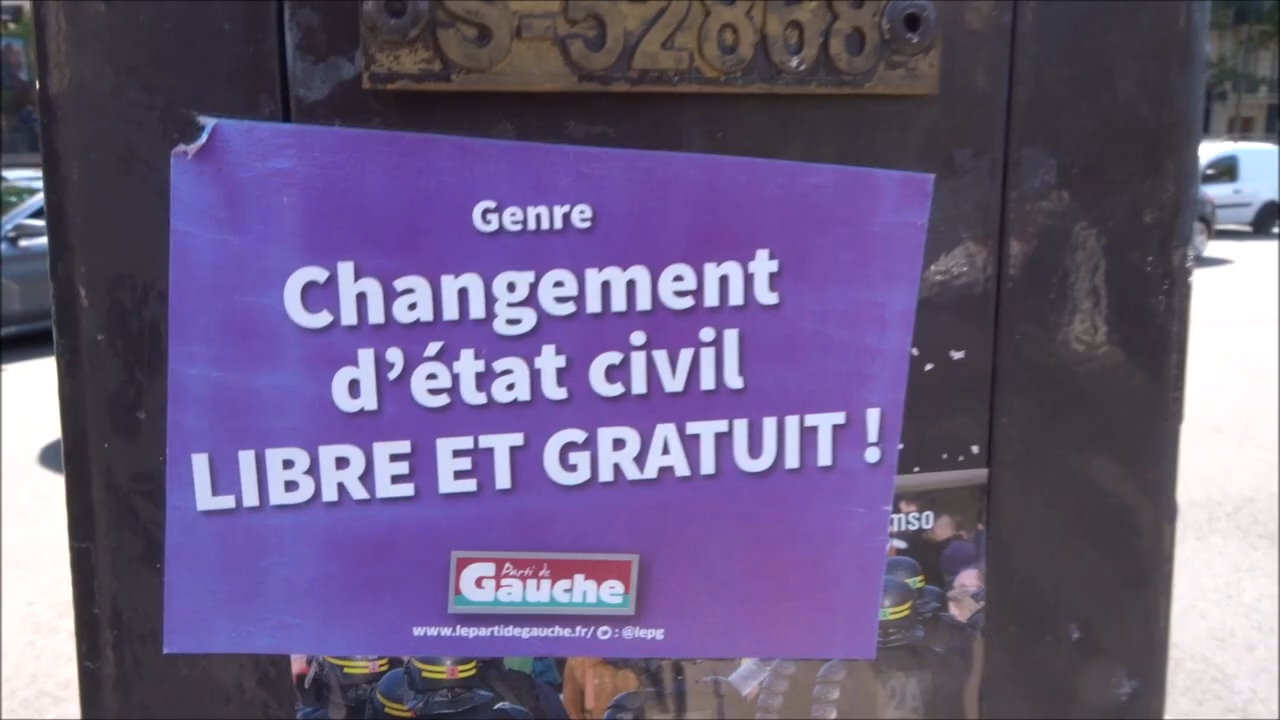 S-52868
Genre
Changement
d'état civil
LIBRE ET GRATUIT !
Parti de
Gauche
www.lepartidegauche.fr/ : @lepg